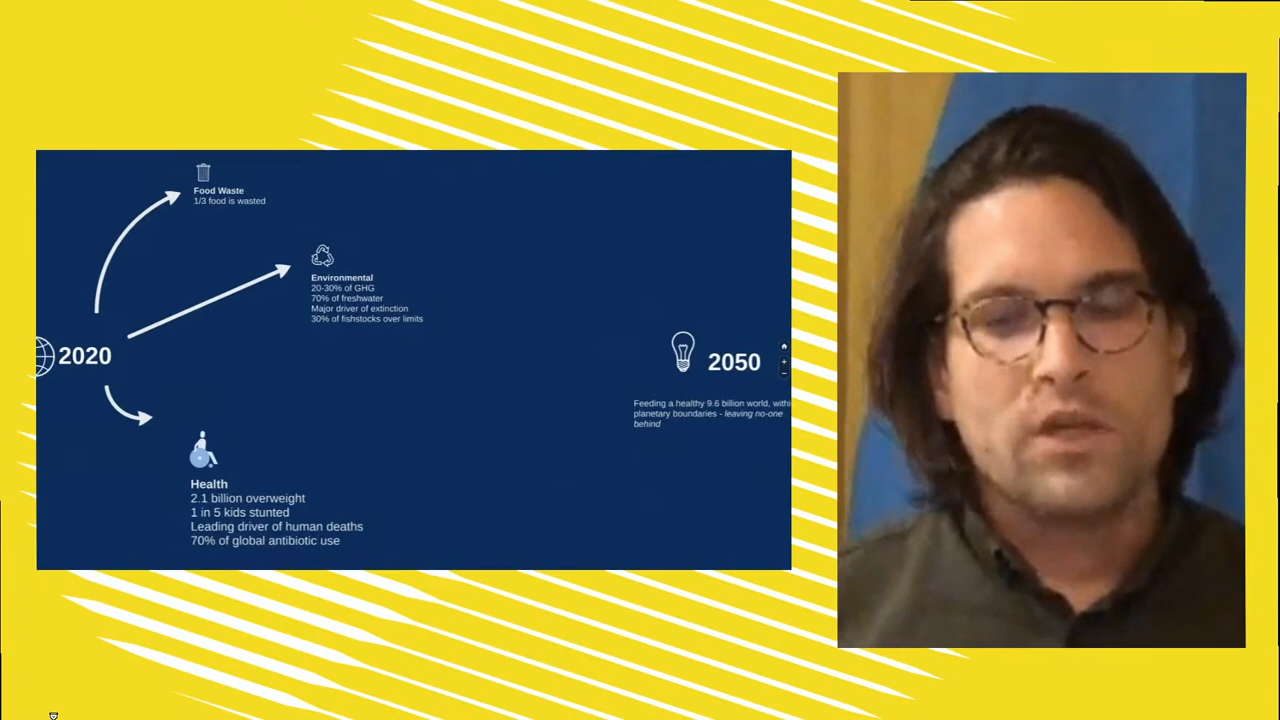 Food Waste
1/3 food is wasted
Environmental
20-30% of GHG
70% of freshwater
Major driver of extinction
30% of fishstocks over limits
2020
2050
Feeding a healthy 9.6 billion world, withi
planetary boundaries - leaving no-one
behind
Health
2.1 billion overweight
1 in 5 kids stunted
Leading driver of human deaths
70% of global antibiotic use